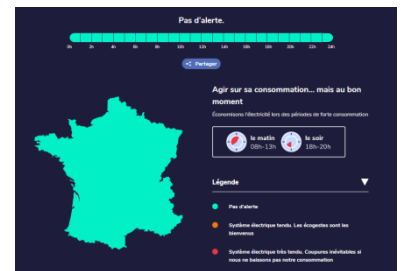 Pas d'alerte.
0h 2h 4h 6h 8h 10h 12h 14h 16h 18h 20h 22h 24h
Partager
Agir sur sa consommation... mais au bon
moment
Économisons l'électricité lors des périodes de forte consommation
le matin
08h-13h
le soir
18h-20h
Légende
Pas d'alerte
Système électrique tendu. Les écogestes sont les
bienvenus
Système électrique très tendu. Coupures inévitables si
nous ne baissons pas notre consommation